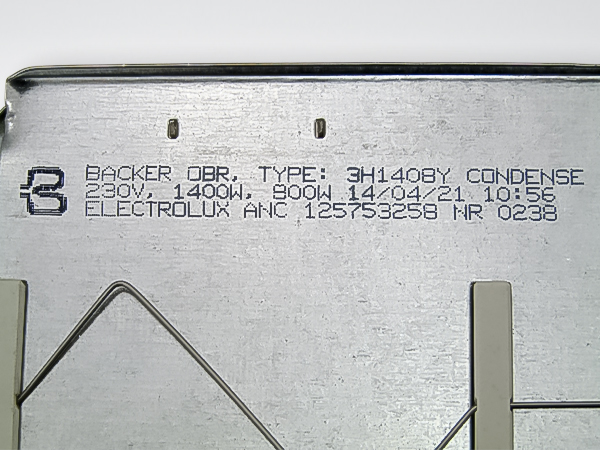 BACKER OBR, TYPE: 3H1408Y CONDENSE
230V, 1400W, 800W 14/04/21 10:56
ELECTROLUX ANC 125753258 NR 0238